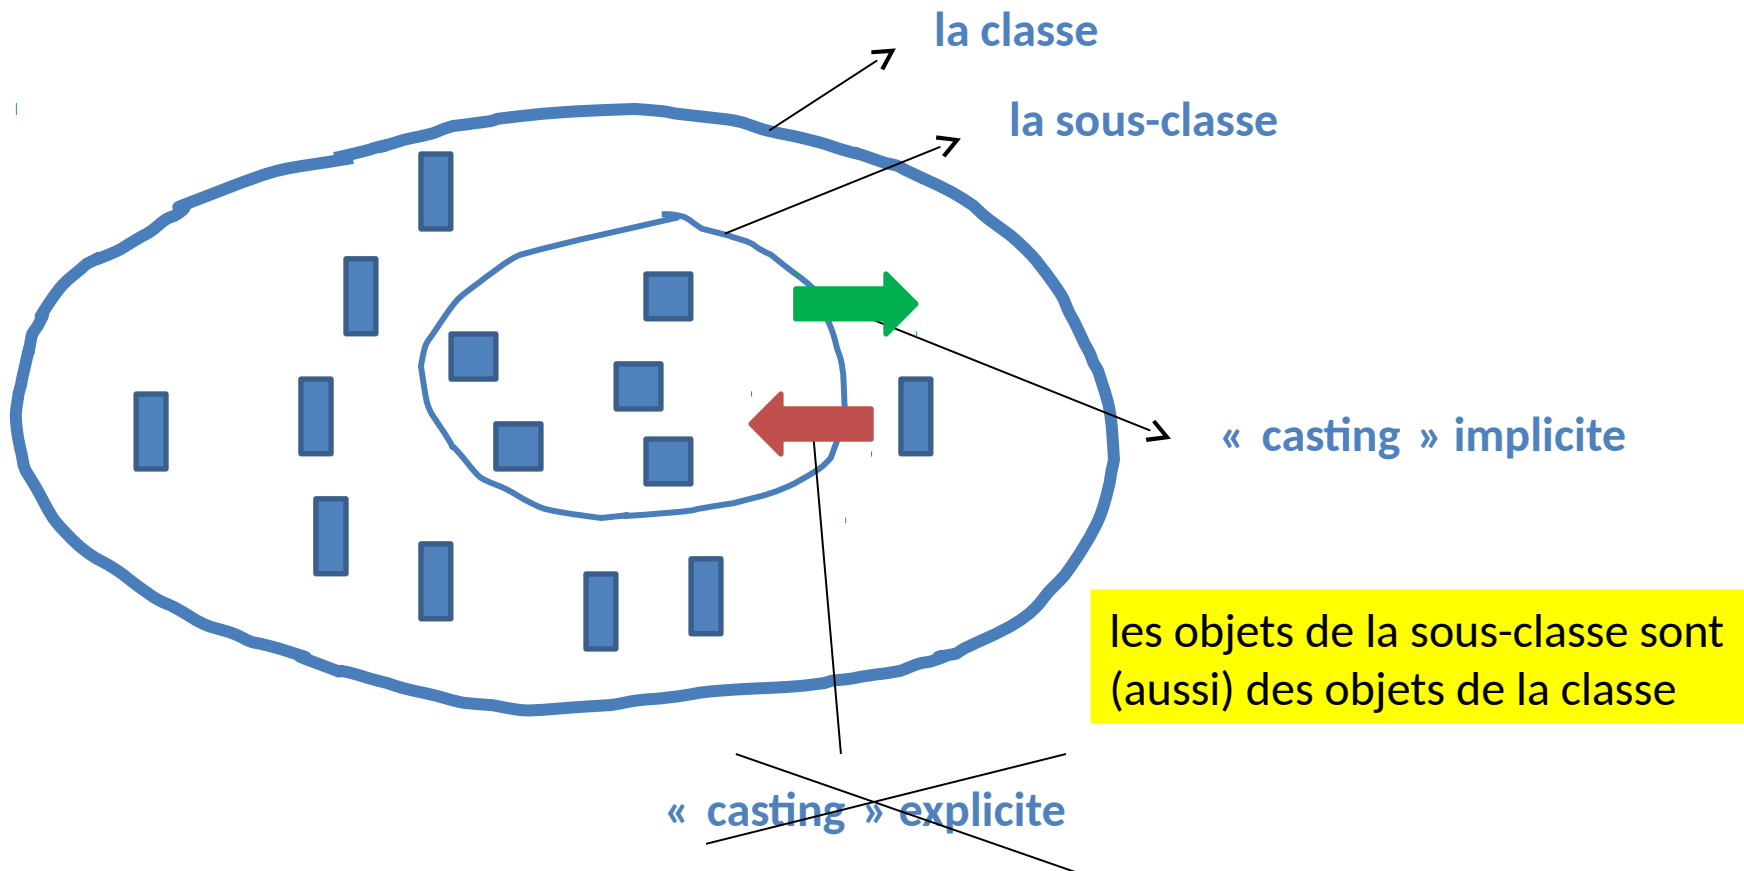 la classe
la sous-classe
« casting » implicite
les objets de la sous-classe sont
(aussi) des objets de la classe
« casting » explicite